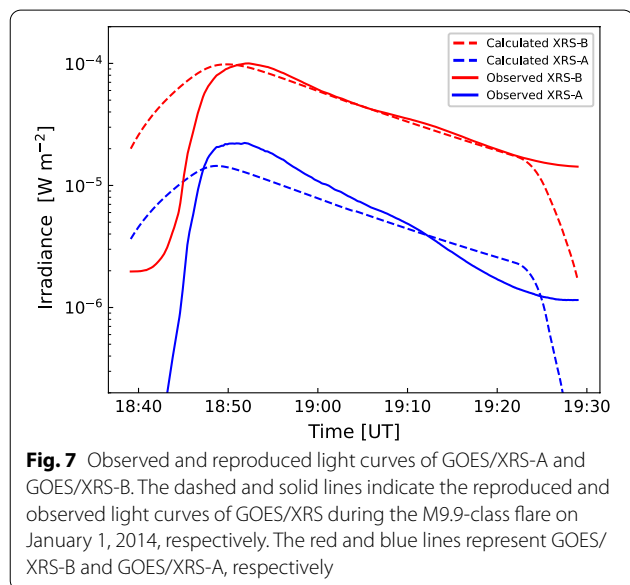 Calculated XRS-B
Calculated XRS-A
Observed XRS-B
Observed XRS-A
Irradiance [W m⁻²]
10⁻⁴
10⁻⁵
10⁻⁶
18:40 18:50 19:00 19:10 19:20 19:30
Time [UT]
Fig. 7 Observed and reproduced light curves of GOES/XRS-A and
GOES/XRS-B. The dashed and solid lines indicate the reproduced and
observed light curves of GOES/XRS during the M9.9-class flare on
January 1, 2014, respectively. The red and blue lines represent GOES/
XRS-B and GOES/XRS-A, respectively